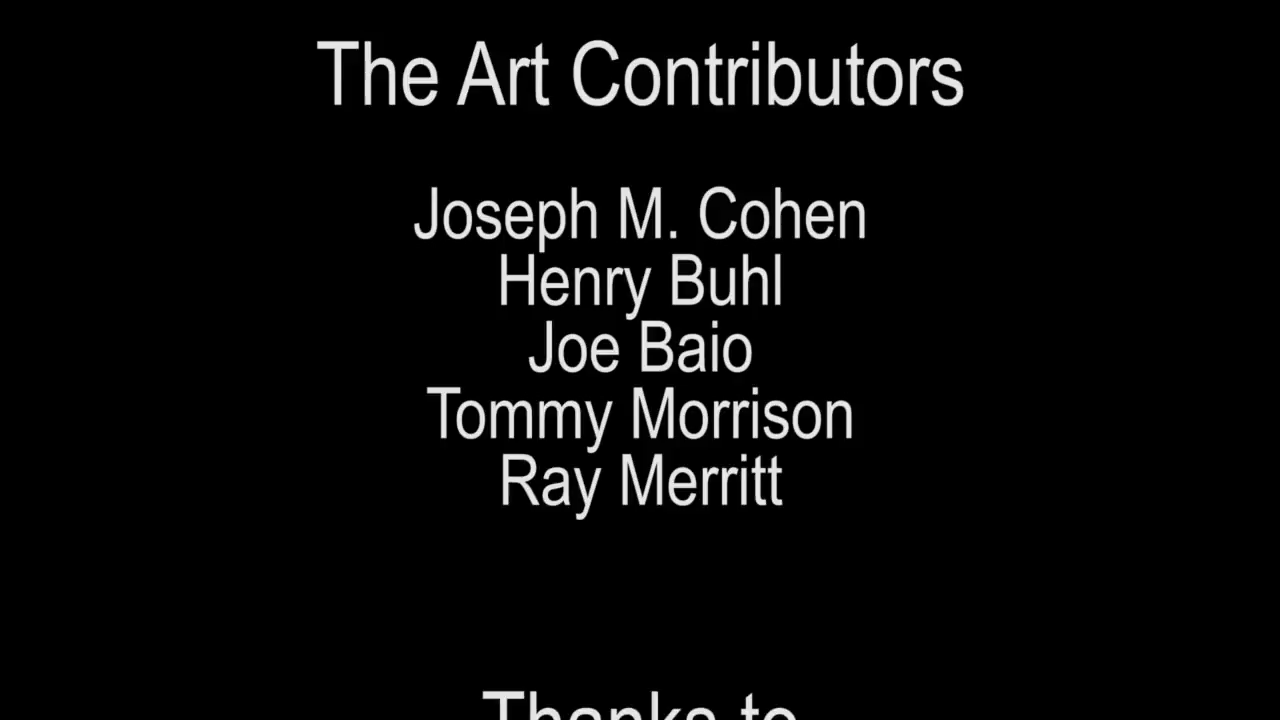 The Art Contributors
Joseph M. Cohen
Henry Buhl
Joe Baio
Tommy Morrison
Ray Merritt
Thanks to